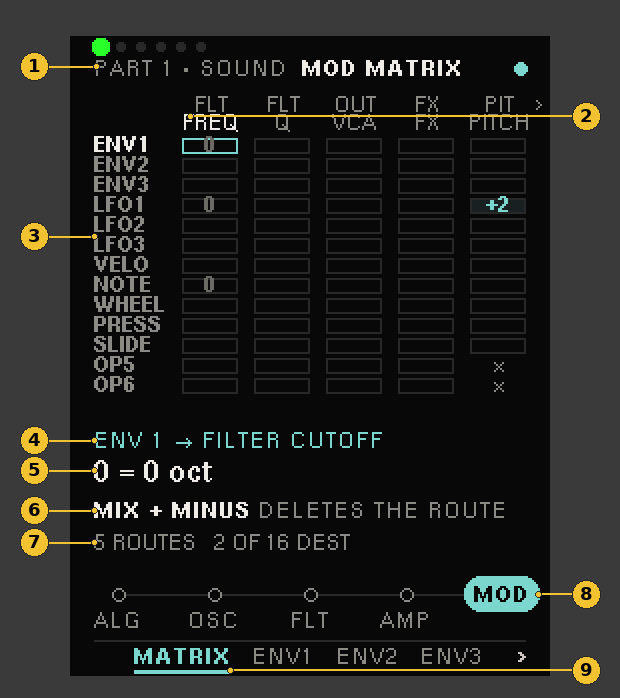 1 PART 1 · SOUND MOD MATRIX
FLT FLT OUT FX PIT >
FREQ Q VCA FX PITCH 2
ENV1 0
ENV2
ENV3
LFO1 0 +2
LFO2
3 LFO3
VELO
NOTE 0
WHEEL
PRESS
SLIDE
OP5 ×
OP6 ×
4 ENV 1 → FILTER CUTOFF
5 0 = 0 oct
6 MIX + MINUS DELETES THE ROUTE
7 5 ROUTES 2 OF 16 DEST
MOD 8
ALG OSC FLT AMP
MATRIX ENV1 ENV2 ENV3 >
9